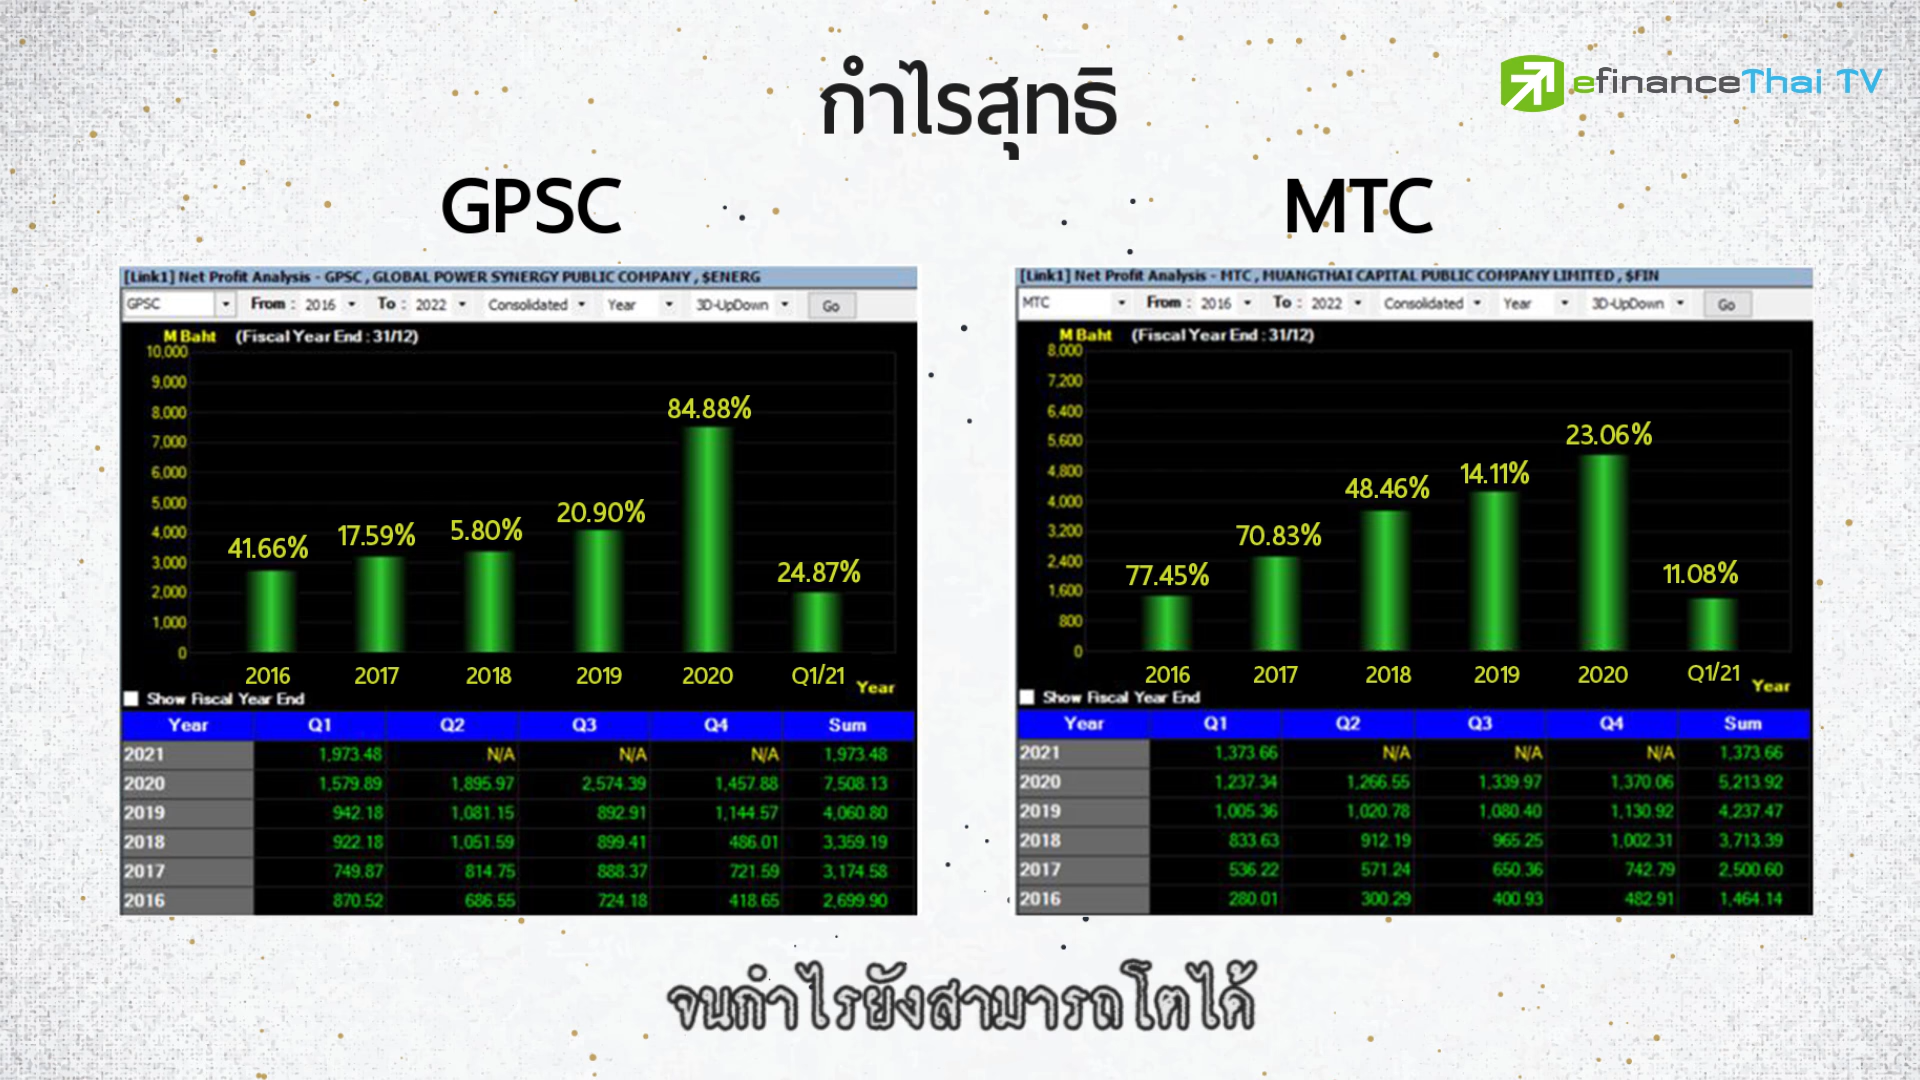 กำไรสุทธิ
efinanceThai TV
GPSC
[Link1] Net Profit Analysis - GPSC , GLOBAL POWER SYNERGY PUBLIC COMPANY , $ENERG
GPSC From : 2016 To : 2022 Consolidated Year 3D-UpDown Go
M Baht (Fiscal Year End : 31/12)
10,000
9,000
8,000
7,000
6,000
5,000
4,000
3,000
2,000
1,000
0
41.66% 17.59% 5.80% 20.90% 84.88% 24.87%
2016 2017 2018 2019 2020 Q1/21 Year
Show Fiscal Year End
Year Q1 Q2 Q3 Q4 Sum
2021 1,973.48 N/A N/A N/A 1,973.48
2020 1,579.89 1,895.97 2,574.39 1,457.88 7,508.13
2019 942.18 1,081.15 892.91 1,144.57 4,060.80
2018 922.18 1,051.59 899.41 486.01 3,359.19
2017 749.87 814.75 888.37 721.59 3,174.58
2016 870.52 686.55 724.18 418.65 2,699.90
MTC
[Link1] Net Profit Analysis - MTC , MUANGTHAI CAPITAL PUBLIC COMPANY LIMITED , $FIN
MTC From : 2016 To : 2022 Consolidated Year 3D-UpDown Go
M Baht (Fiscal Year End : 31/12)
8,000
7,200
6,400
5,600
4,800
4,000
3,200
2,400
1,600
800
0
77.45% 70.83% 48.46% 14.11% 23.06% 11.08%
2016 2017 2018 2019 2020 Q1/21 Year
Show Fiscal Year End
Year Q1 Q2 Q3 Q4 Sum
2021 1,373.66 N/A N/A N/A 1,373.66
2020 1,237.34 1,266.55 1,339.97 1,370.06 5,213.92
2019 1,005.36 1,020.78 1,080.40 1,130.92 4,237.47
2018 833.63 912.19 965.25 1,002.31 3,713.39
2017 536.22 571.24 650.36 742.79 2,500.60
2016 280.01 300.29 400.93 482.91 1,464.14
จนกำไรยังสามารถโตได้